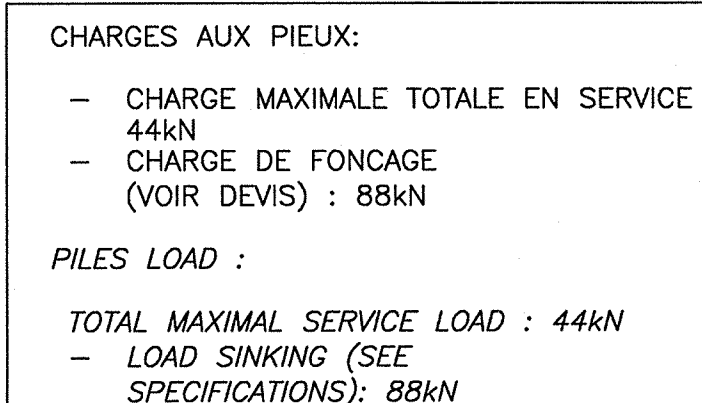 CHARGES AUX PIEUX:
– CHARGE MAXIMALE TOTALE EN SERVICE
44kN
– CHARGE DE FONCAGE
(VOIR DEVIS) : 88kN
PILES LOAD :
TOTAL MAXIMAL SERVICE LOAD : 44kN
– LOAD SINKING (SEE
SPECIFICATIONS): 88kN